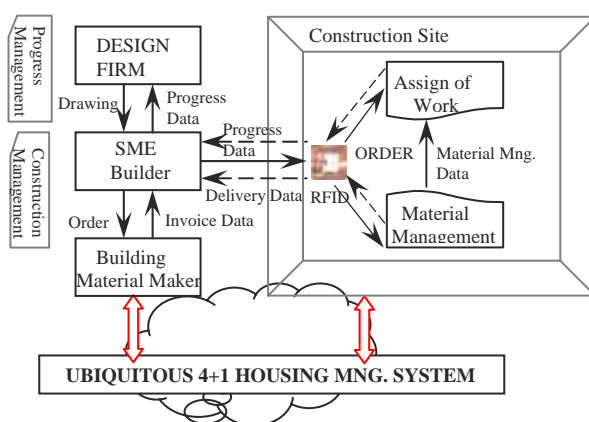 Progress
Management
Construction
Management
DESIGN
FIRM
Drawing
Progress
Data
SME
Builder
Order
Invoice Data
Building
Material Maker
Progress
Data
Delivery Data
Construction Site
RFID
ORDER
Assign of
Work
Material Mng.
Data
Material
Management
UBIQUITOUS 4+1 HOUSING MNG. SYSTEM